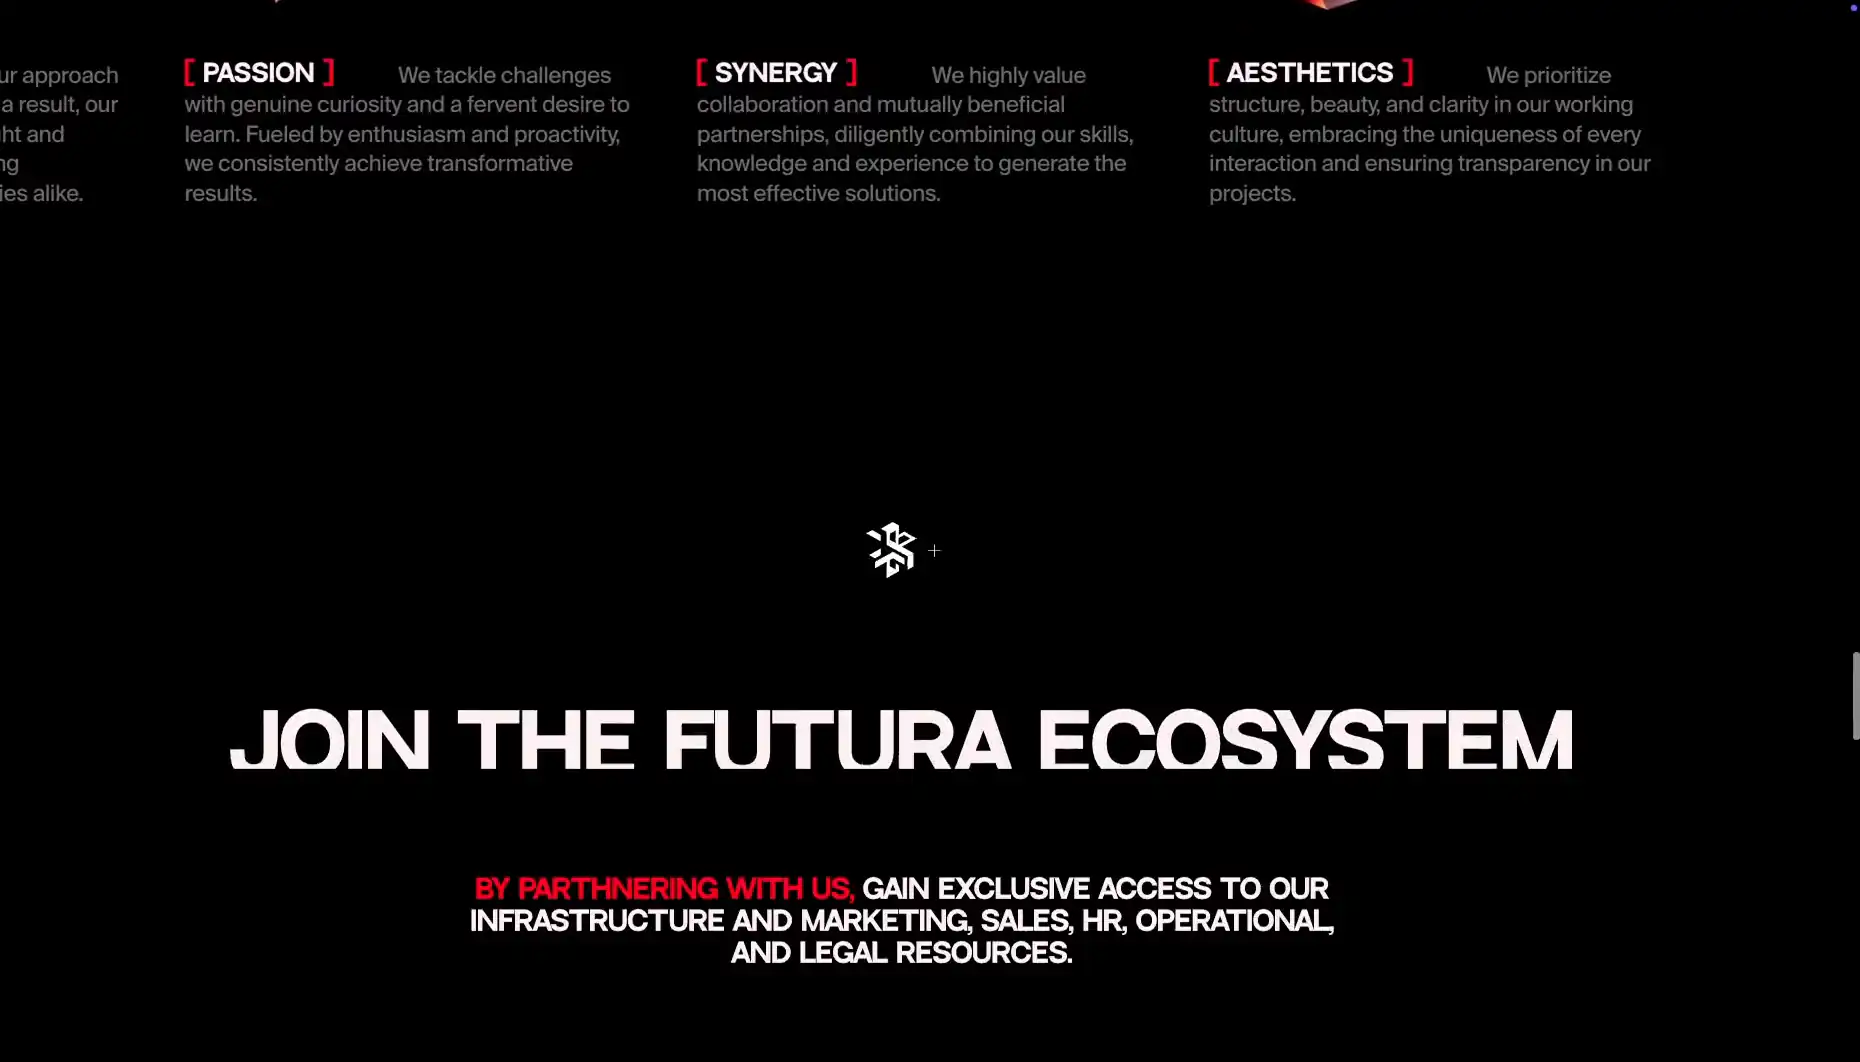 ur approach
a result, our
ht and
ng
ies alike.
[ PASSION ] We tackle challenges
with genuine curiosity and a fervent desire to
learn. Fueled by enthusiasm and proactivity,
we consistently achieve transformative
results.
[ SYNERGY ] We highly value
collaboration and mutually beneficial
partnerships, diligently combining our skills,
knowledge and experience to generate the
most effective solutions.
[ AESTHETICS ] We prioritize
structure, beauty, and clarity in our working
culture, embracing the uniqueness of every
interaction and ensuring transparency in our
projects.
JOIN THE FUTURA ECOSYSTEM
BY PARTHNERING WITH US, GAIN EXCLUSIVE ACCESS TO OUR
INFRASTRUCTURE AND MARKETING, SALES, HR, OPERATIONAL,
AND LEGAL RESOURCES.